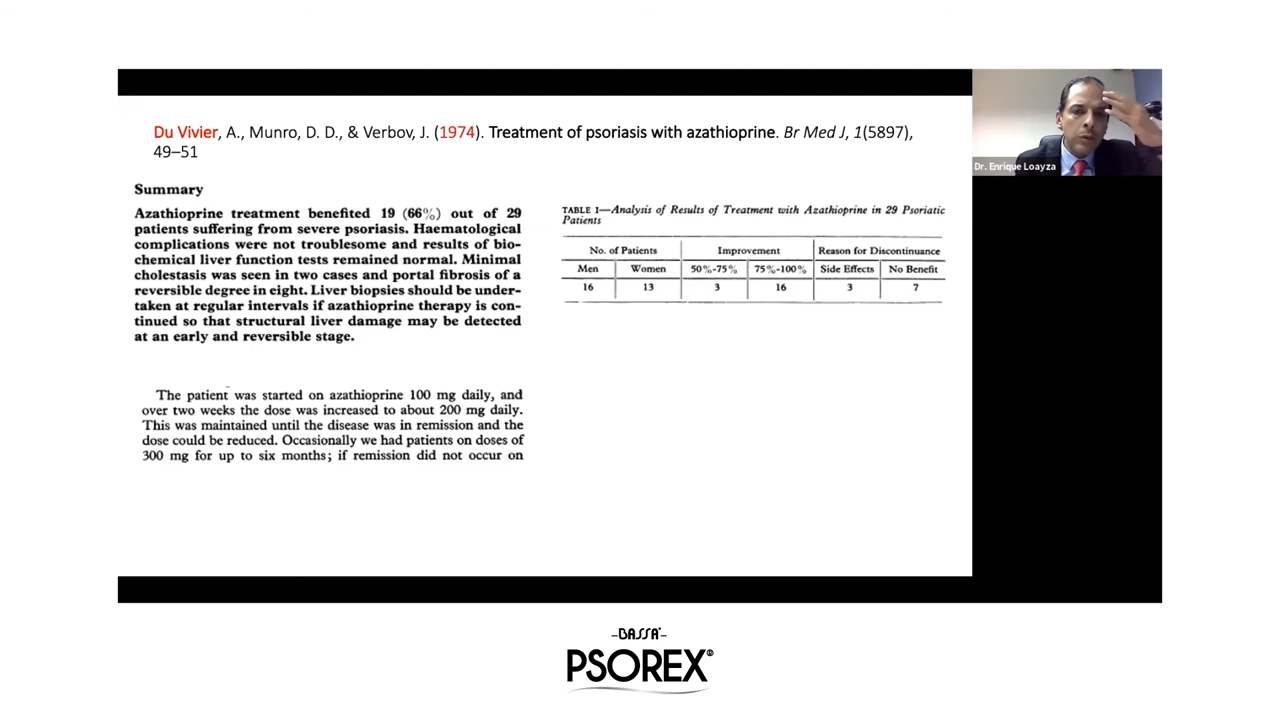 Du Vivier, A., Munro, D. D., & Verbov, J. (1974). Treatment of psoriasis with azathioprine. Br Med J, 1(5897),
49–51
Summary
Azathioprine treatment benefited 19 (66%) out of 29
patients suffering from severe psoriasis. Haematological
complications were not troublesome and results of bio-
chemical liver function tests remained normal. Minimal
cholestasis was seen in two cases and portal fibrosis of a
reversible degree in eight. Liver biopsies should be under-
taken at regular intervals if azathioprine therapy is con-
tinued so that structural liver damage may be detected
at an early and reversible stage.
The patient was started on azathioprine 100 mg daily, and
over two weeks the dose was increased to about 200 mg daily.
This was maintained until the disease was in remission and the
dose could be reduced. Occasionally we had patients on doses of
300 mg for up to six months; if remission did not occur on
TABLE I—Analysis of Results of Treatment with Azathioprine in 29 Psoriatic
Patients
No. of Patients Improvement Reason for Discontinuance
Men Women 50%-75% 75%-100% Side Effects No Benefit
16 13 3 16 3 7
Dr. Enrique Loayza
–BASSA–
PSOREX®